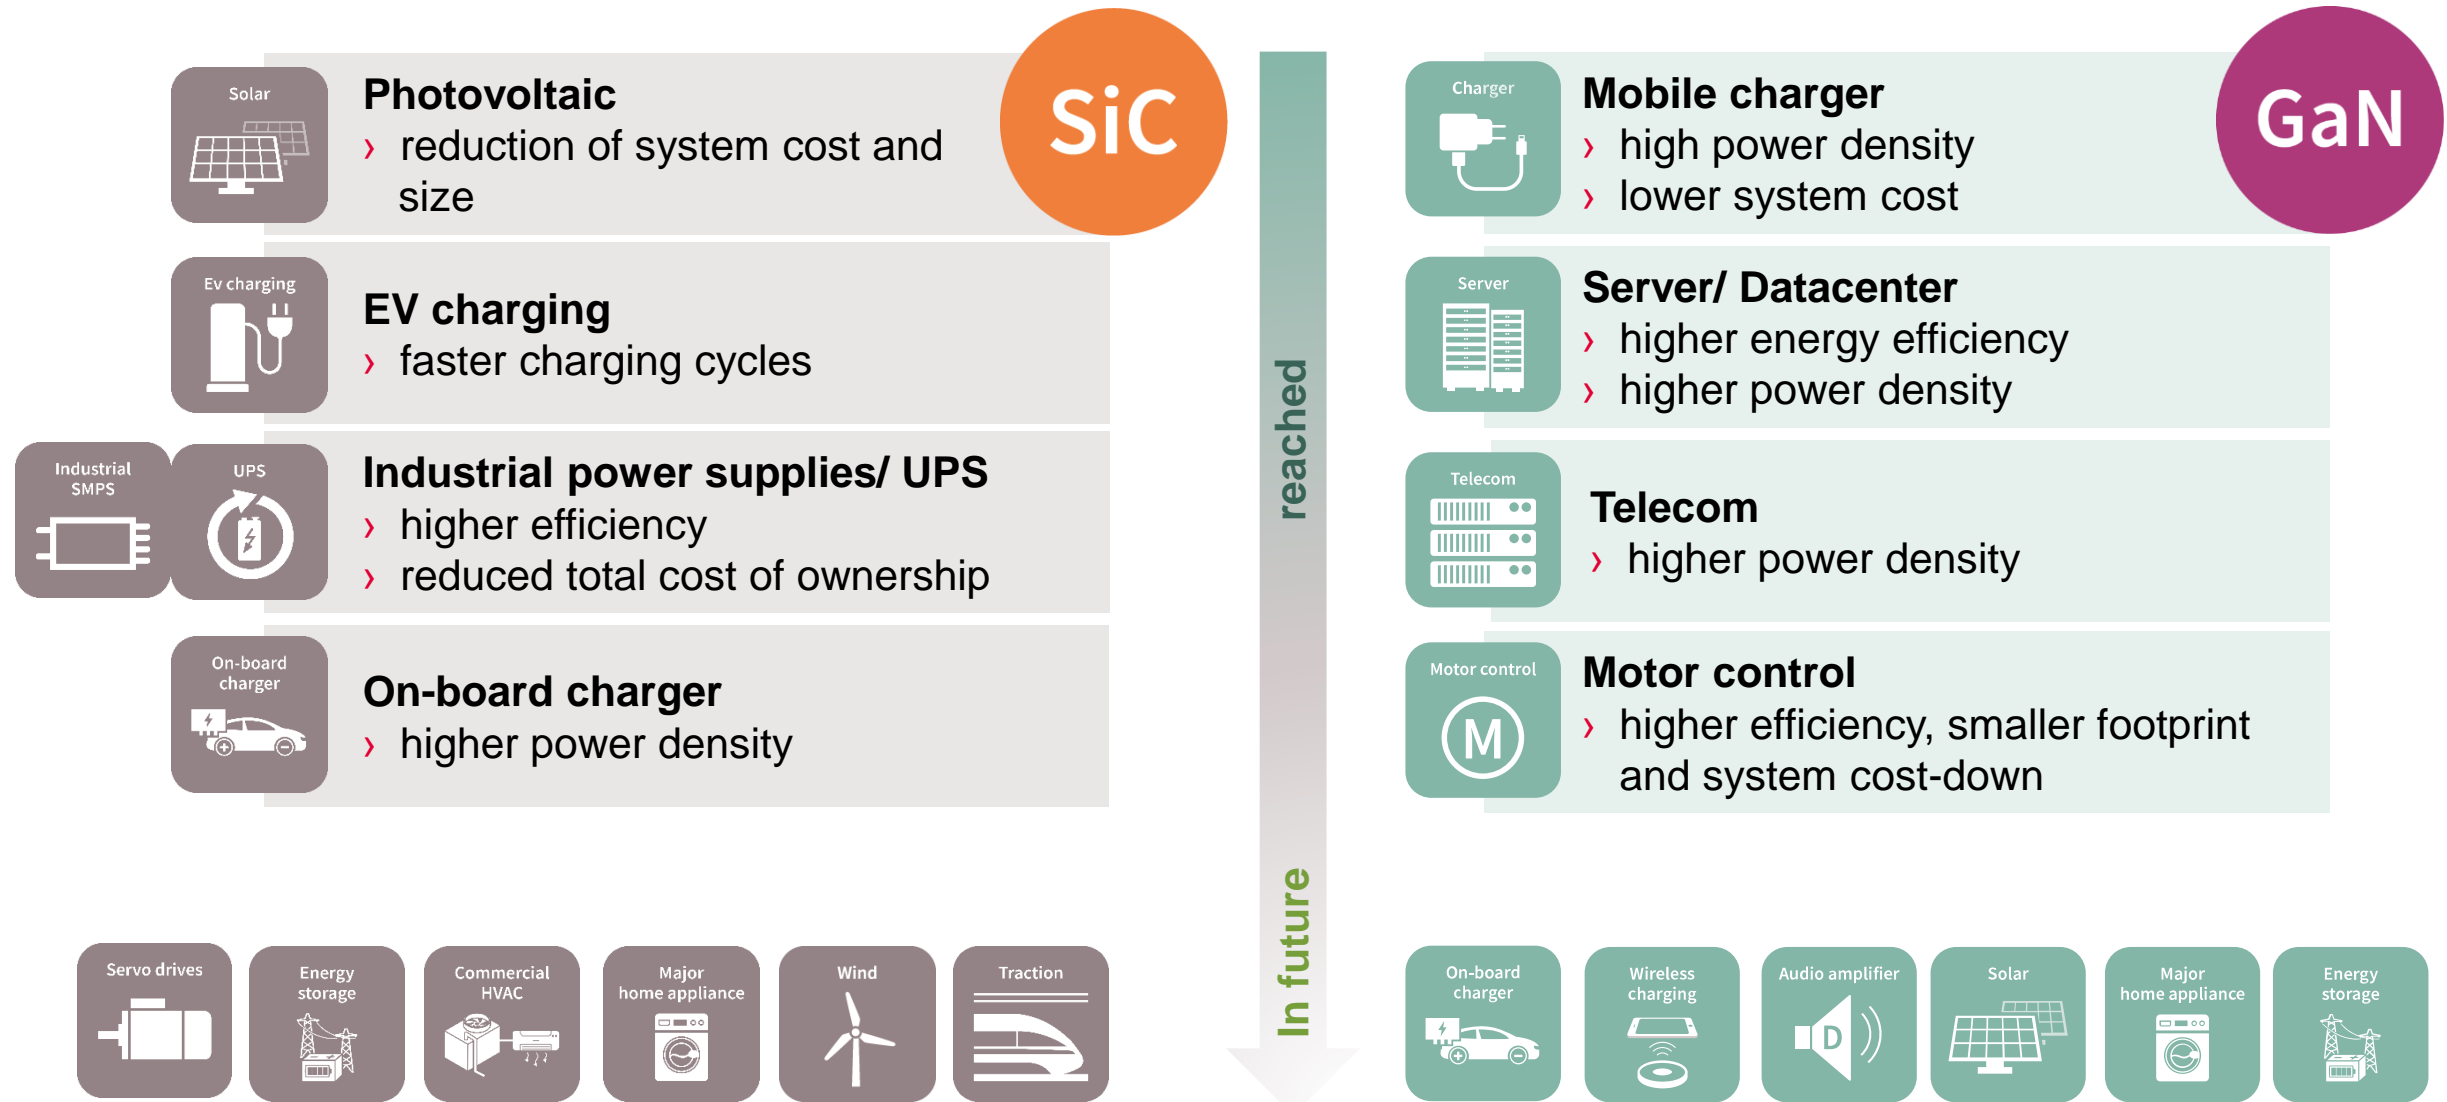 SiC
Solar
Photovoltaic
› reduction of system cost and
size
Ev charging
EV charging
› faster charging cycles
Industrial
SMPS
UPS
Industrial power supplies/ UPS
› higher efficiency
› reduced total cost of ownership
On-board
charger
On-board charger
› higher power density
Servo drives
Energy
storage
Commercial
HVAC
Major
home appliance
Wind
Traction
reached
In future
GaN
Charger
Mobile charger
› high power density
› lower system cost
Server
Server/ Datacenter
› higher energy efficiency
› higher power density
Telecom
Telecom
› higher power density
Motor control
M
Motor control
› higher efficiency, smaller footprint
and system cost-down
On-board
charger
Wireless
charging
Audio amplifier
D
Solar
Major
home appliance
Energy
storage